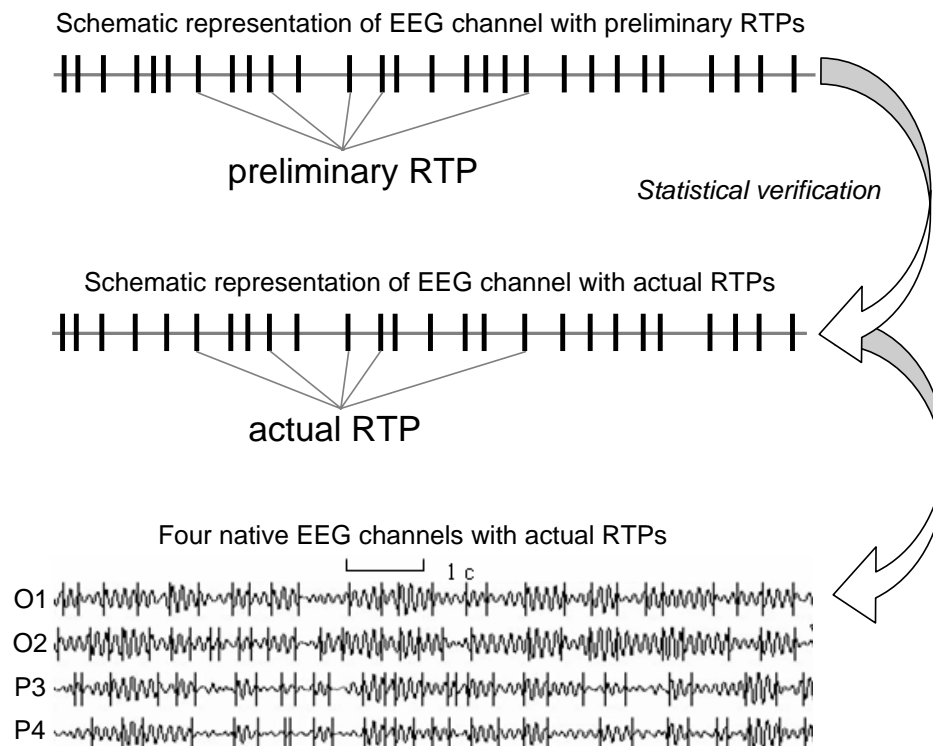 Schematic representation of EEG channel with preliminary RTPs
preliminary RTP
Statistical verification
Schematic representation of EEG channel with actual RTPs
actual RTP
Four native EEG channels with actual RTPs
1 c
O1
O2
P3
P4